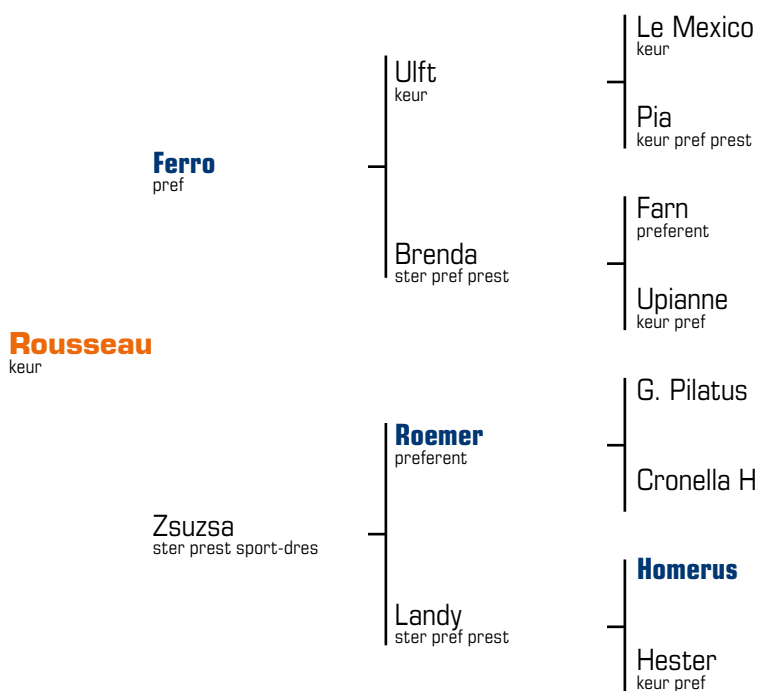 Le Mexico
keur
Ulft
keur
Pia
keur pref prest
Ferro
pref
Farn
preferent
Brenda
ster pref prest
Upianne
keur pref
Rousseau
keur
G. Pilatus
Roemer
preferent
Cronella H
Zsuzsa
ster prest sport-dres
Homerus
Landy
ster pref prest
Hester
keur pref